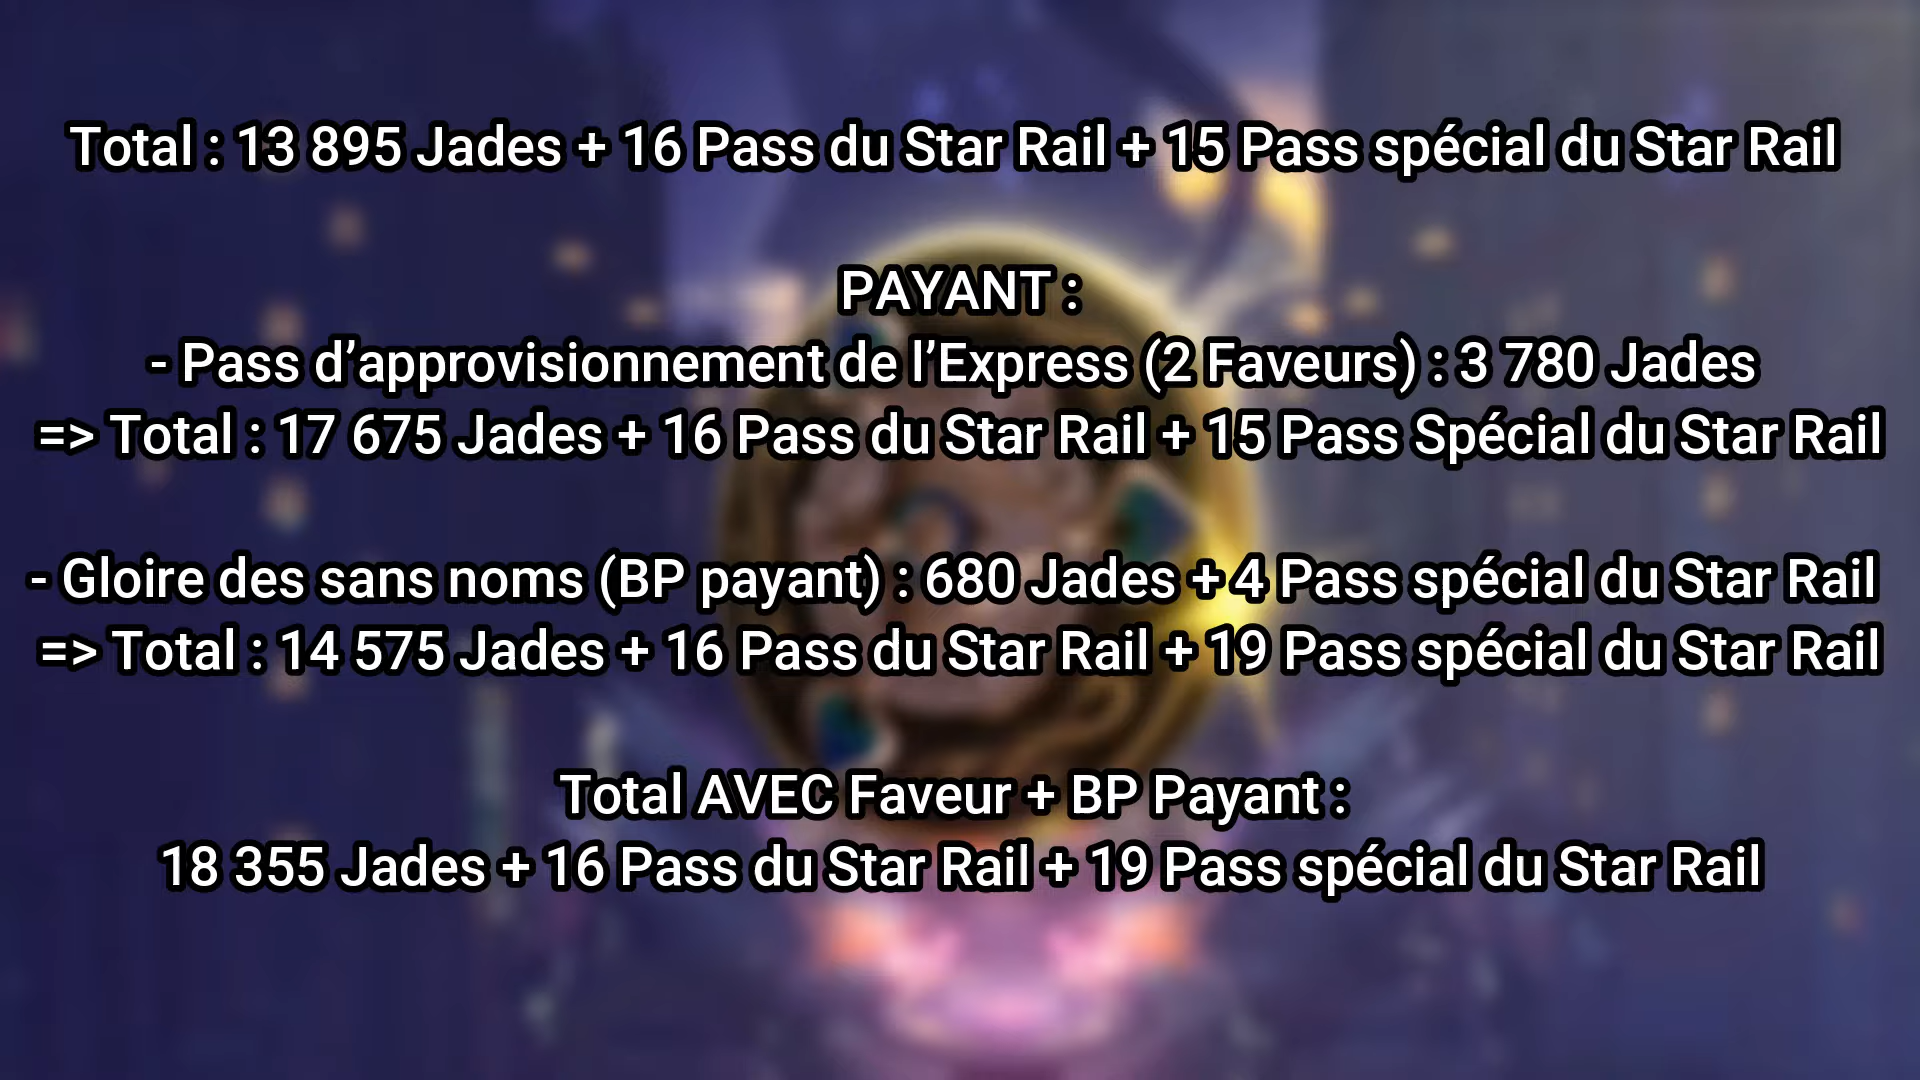 Total : 13 895 Jades + 16 Pass du Star Rail + 15 Pass spécial du Star Rail
PAYANT :
- Pass d’approvisionnement de l’Express (2 Faveurs) : 3 780 Jades
=> Total : 17 675 Jades + 16 Pass du Star Rail + 15 Pass Spécial du Star Rail
- Gloire des sans noms (BP payant) : 680 Jades + 4 Pass spécial du Star Rail
=> Total : 14 575 Jades + 16 Pass du Star Rail + 19 Pass spécial du Star Rail
Total AVEC Faveur + BP Payant :
18 355 Jades + 16 Pass du Star Rail + 19 Pass spécial du Star Rail